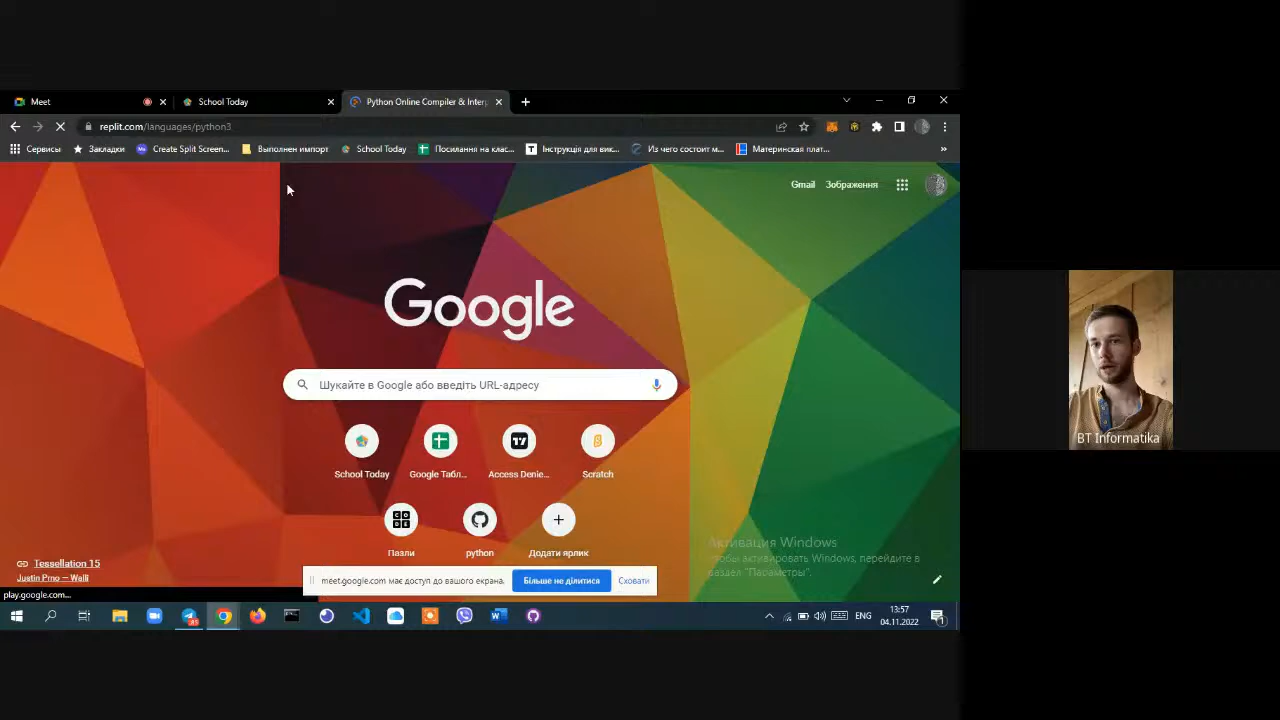 Meet
School Today
Python Online Compiler & Interp
replit.com/languages/python3
Сервисы
Закладки
Create Split Screen...
Выполнен импорт
School Today
Посилання на клас...
Інструкція для вик...
Из чего состоит м...
Материнская плат...
»
Gmail
Зображення
Google
Шукайте в Google або введіть URL-адресу
School Today
Google Табл...
Access Denie...
Scratch
CODE
Пазли
python
Додати ярлик
Tessellation 15
Justin Prno — Walli
Активация Windows
Чтобы активировать Windows, перейдите в
раздел "Параметры".
meet.google.com має доступ до вашого екрана.
Більше не ділитися
Сховати
play.google.com...
ENG
13:57
04.11.2022
BT Informatika